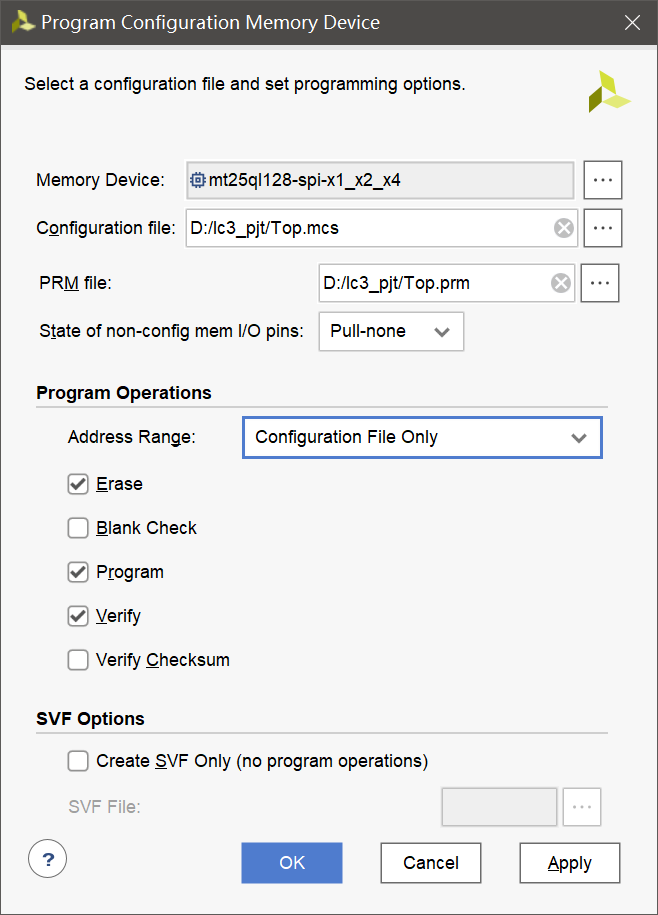 Program Configuration Memory Device
Select a configuration file and set programming options.
Memory Device: mt25ql128-spi-x1_x2_x4 ...
Configuration file: D:/lc3_pjt/Top.mcs ...
PRM file: D:/lc3_pjt/Top.prm ...
State of non-config mem I/O pins: Pull-none
Program Operations
Address Range: Configuration File Only
Erase
Blank Check
Program
Verify
Verify Checksum
SVF Options
Create SVF Only (no program operations)
SVF File: ...
? OK Cancel Apply